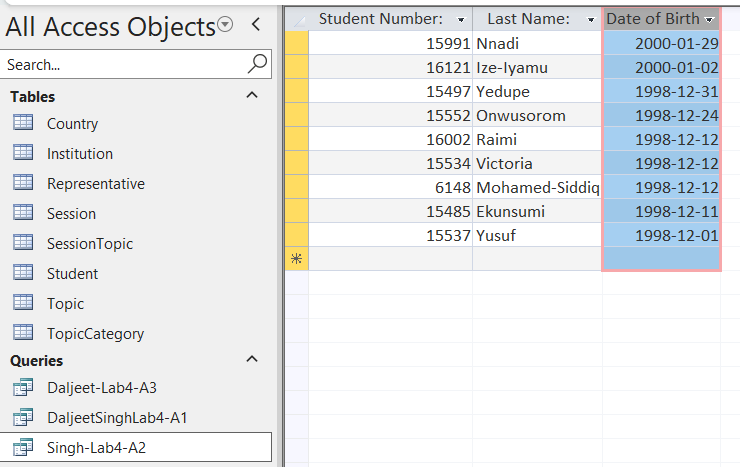 All Access Objects
Search...
Tables
Country
Institution
Representative
Session
SessionTopic
Student
Topic
TopicCategory
Queries
Daljeet-Lab4-A3
DaljeetSinghLab4-A1
Singh-Lab4-A2
Student Number: Last Name: Date of Birth
15991 Nnadi 2000-01-29
16121 Ize-Iyamu 2000-01-02
15497 Yedupe 1998-12-31
15552 Onwusorom 1998-12-24
16002 Raimi 1998-12-12
15534 Victoria 1998-12-12
6148 Mohamed-Siddiq 1998-12-12
15485 Ekunsumi 1998-12-11
15537 Yusuf 1998-12-01